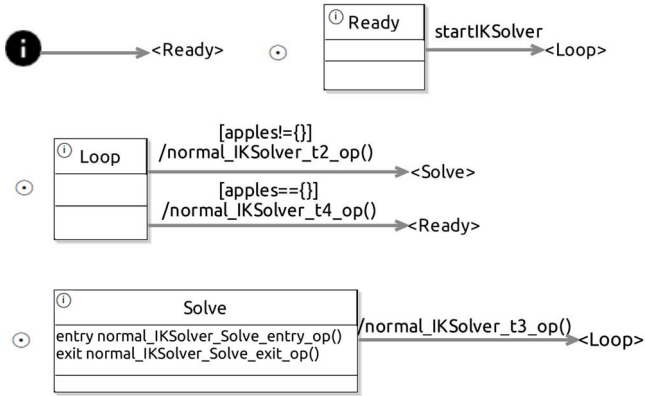 i
<Ready>
i
Ready
startIKSolver
<Loop>
i
Loop
[apples!={}]
/normal_IKSolver_t2_op()
<Solve>
[apples=={}]
/normal_IKSolver_t4_op()
<Ready>
i
Solve
entry normal_IKSolver_Solve_entry_op()
exit normal_IKSolver_Solve_exit_op()
/normal_IKSolver_t3_op()
<Loop>